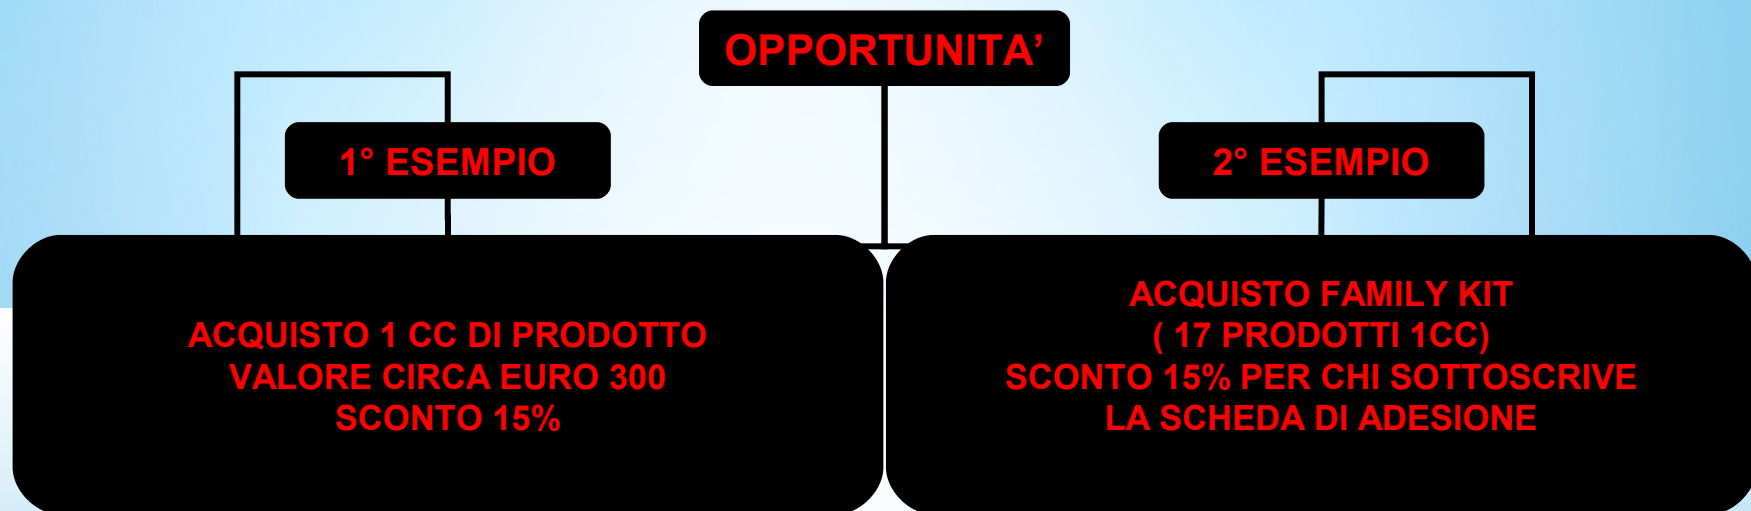 OPPORTUNITA’
1° ESEMPIO
2° ESEMPIO
ACQUISTO 1 CC DI PRODOTTO
VALORE CIRCA EURO 300
SCONTO 15%
ACQUISTO FAMILY KIT
( 17 PRODOTTI 1CC)
SCONTO 15% PER CHI SOTTOSCRIVE
LA SCHEDA DI ADESIONE